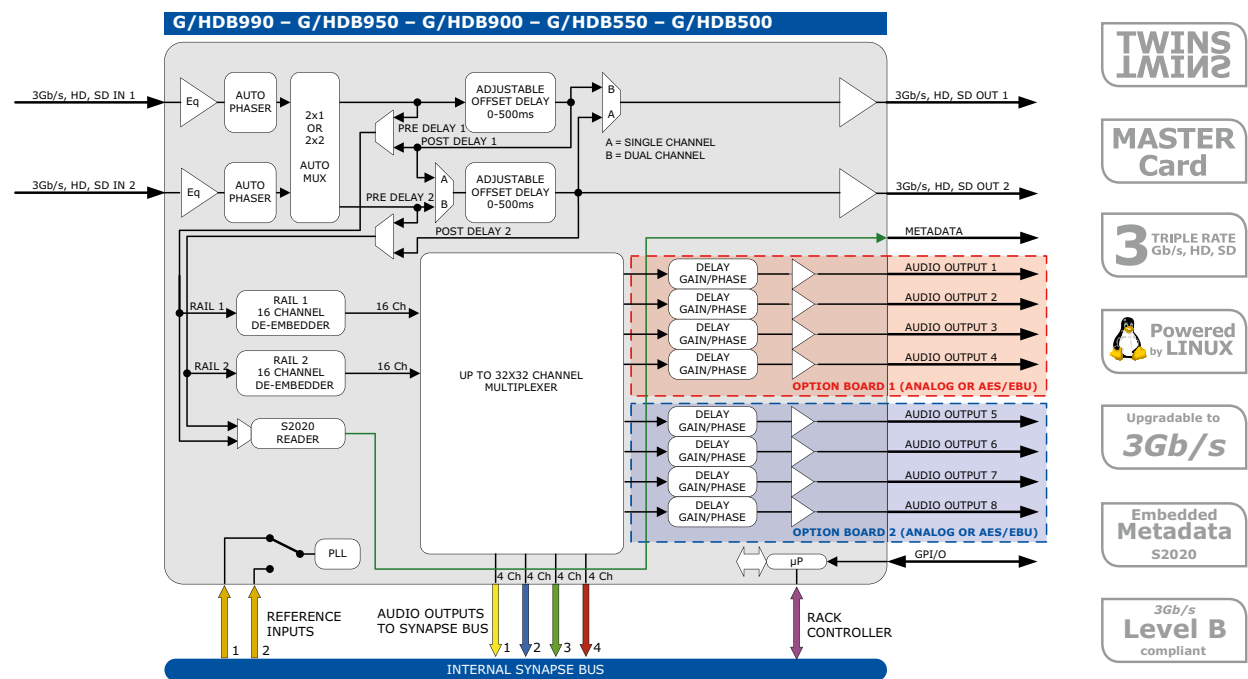 G/HDB990 – G/HDB950 – G/HDB900 – G/HDB550 – G/HDB500
3Gb/s, HD, SD IN 1
Eq
AUTO
PHASER
2x1
OR
2x2
AUTO
MUX
ADJUSTABLE
OFFSET DELAY
0-500ms
B
A
3Gb/s, HD, SD OUT 1
PRE DELAY 1
POST DELAY 1
A = SINGLE CHANNEL
B = DUAL CHANNEL
3Gb/s, HD, SD IN 2
Eq
AUTO
PHASER
PRE DELAY 2
A
B
ADJUSTABLE
OFFSET DELAY
0-500ms
3Gb/s, HD, SD OUT 2
POST DELAY 2
METADATA
RAIL 1
RAIL 1
16 CHANNEL
DE-EMBEDDER
16 Ch
RAIL 2
RAIL 2
16 CHANNEL
DE-EMBEDDER
16 Ch
S2020
READER
UP TO 32X32 CHANNEL
MULTIPLEXER
DELAY
GAIN/PHASE
AUDIO OUTPUT 1
DELAY
GAIN/PHASE
AUDIO OUTPUT 2
DELAY
GAIN/PHASE
AUDIO OUTPUT 3
DELAY
GAIN/PHASE
AUDIO OUTPUT 4
OPTION BOARD 1 (ANALOG OR AES/EBU)
DELAY
GAIN/PHASE
AUDIO OUTPUT 5
DELAY
GAIN/PHASE
AUDIO OUTPUT 6
DELAY
GAIN/PHASE
AUDIO OUTPUT 7
DELAY
GAIN/PHASE
AUDIO OUTPUT 8
OPTION BOARD 2 (ANALOG OR AES/EBU)
PLL
µP
GPI/O
4 Ch
4 Ch
4 Ch
4 Ch
REFERENCE
INPUTS
1
2
AUDIO OUTPUTS
TO SYNAPSE BUS
1
2
3
4
RACK
CONTROLLER
INTERNAL SYNAPSE BUS
TWINS
TWINS
MASTER
Card
3 TRIPLE RATE
Gb/s, HD, SD
Powered
by LINUX
Upgradable to
3Gb/s
Embedded
Metadata
S2020
3Gb/s
Level B
compliant